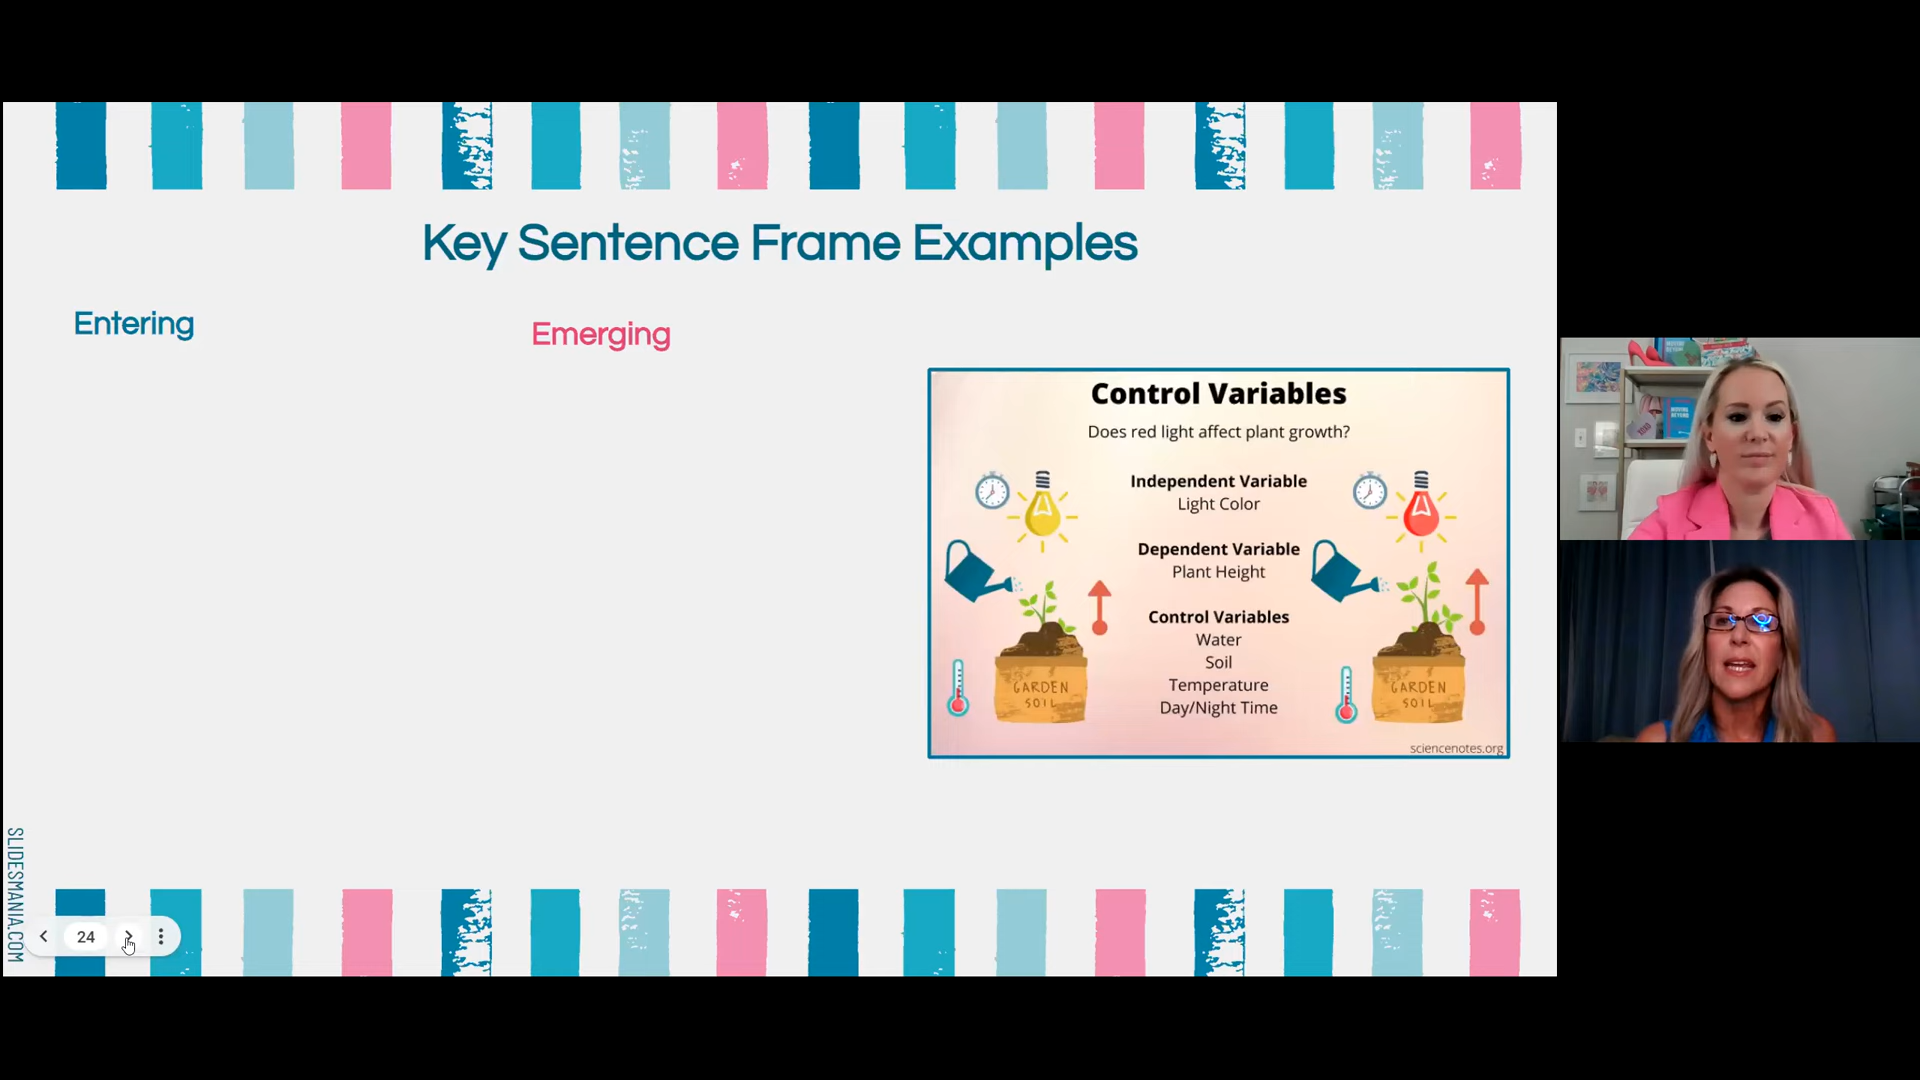 Key Sentence Frame Examples
Entering
Emerging
Control Variables
Does red light affect plant growth?
Independent Variable
Light Color
Dependent Variable
Plant Height
Control Variables
Water
Soil
Temperature
Day/Night Time
GARDEN
SOIL
GARDEN
SOIL
sciencenotes.org
SLIDESMANIA.COM
24
MOVING
BEYOND